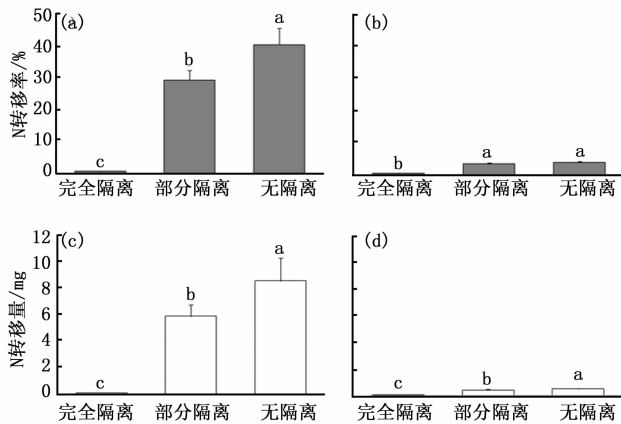 (a)
(b)
N转移率/%
50
40
30
20
10
0
c
b
a
b
a
a
完全隔离 部分隔离 无隔离
完全隔离 部分隔离 无隔离
(c)
(d)
N转移量/mg
12
10
8
6
4
2
0
c
b
a
c
b
a
完全隔离 部分隔离 无隔离
完全隔离 部分隔离 无隔离